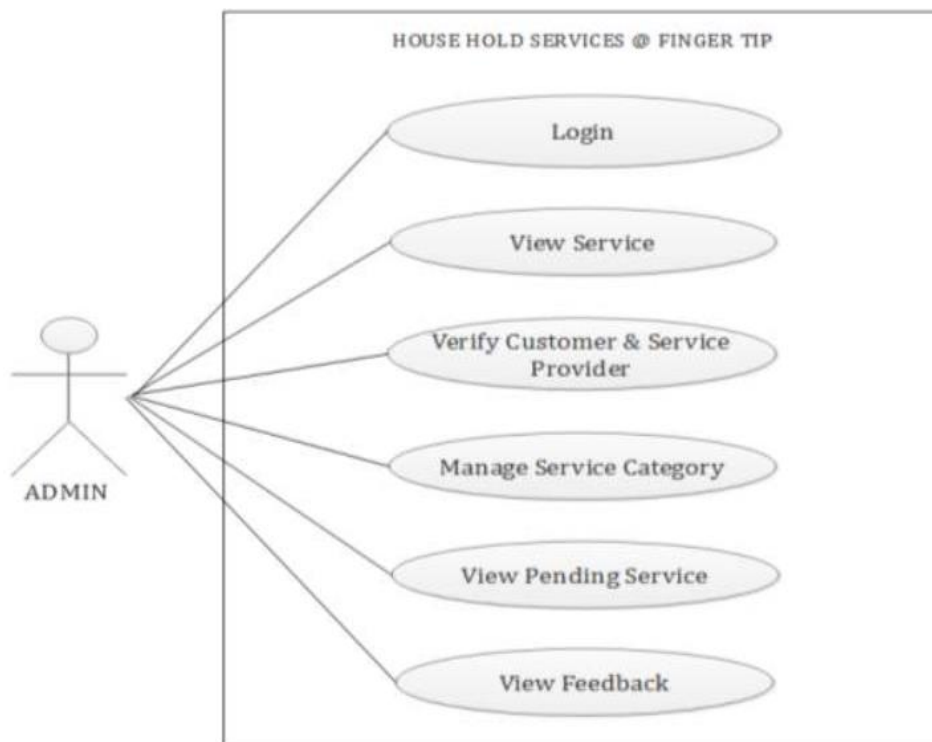 HOUSE HOLD SERVICES @ FINGER TIP
Login
View Service
Verify Customer & Service
Provider
Manage Service Category
ADMIN
View Pending Service
View Feedback